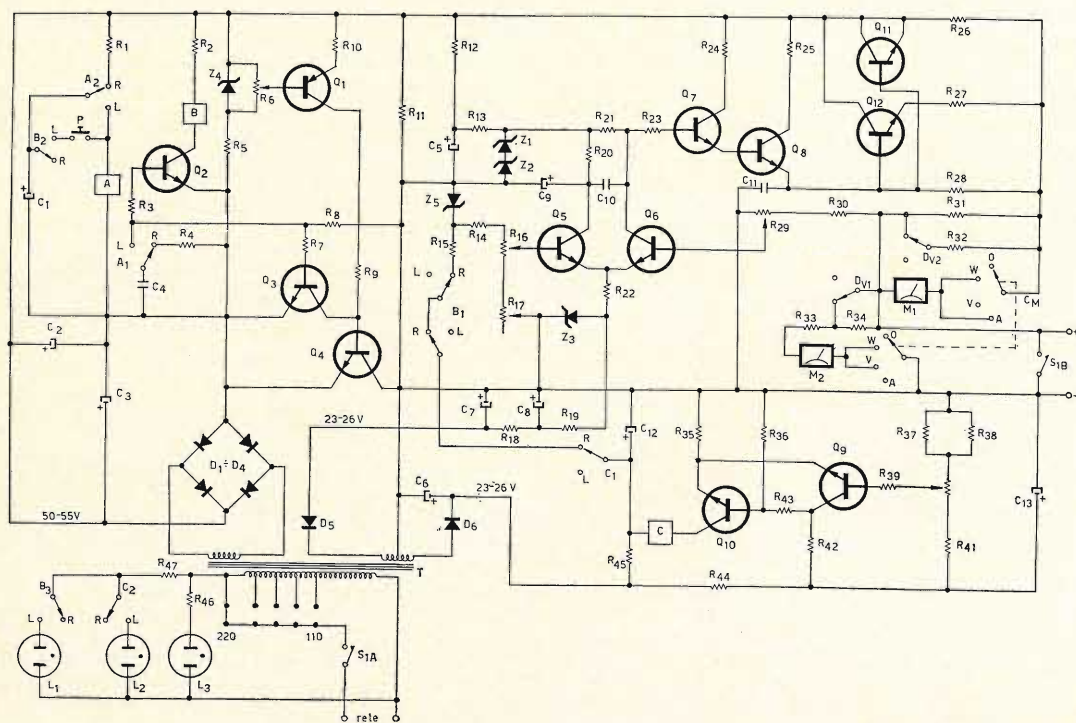 R1
R2
Z4
R6
R10
Q1
R12
R24
R25
Q11
R26
A2
R
L
P
L
B2
R
B
R5
R11
R13
Z1
Z2
R21
R20
R23
Q7
Q8
Q12
R27
C1
A
Q2
R3
C5
C9
C10
C11
R28
Z5
R15
R14
R16
Q5
Q6
R29
R30
R31
R32
DV2
L
A1
R
R4
C4
R8
R7
R9
Q3
L
R
B1
R
L
R17
R22
Z3
DV1
M1
W
O
V
A
CM
R33
R34
M2
W
O
V
A
S1B
+
-
C2
C3
Q4
C7
C8
R18
R19
23-26 V
R
C1
L
C12
R35
R36
Q9
R37
R38
R39
D1÷D4
50-55V
D5
C6
23-26 V
D6
C
Q10
R43
R42
R41
R45
R44
C13
T
R47
B3
L
R
C2
R
L
R46
220
110
S1A
L1
L2
L3
rele